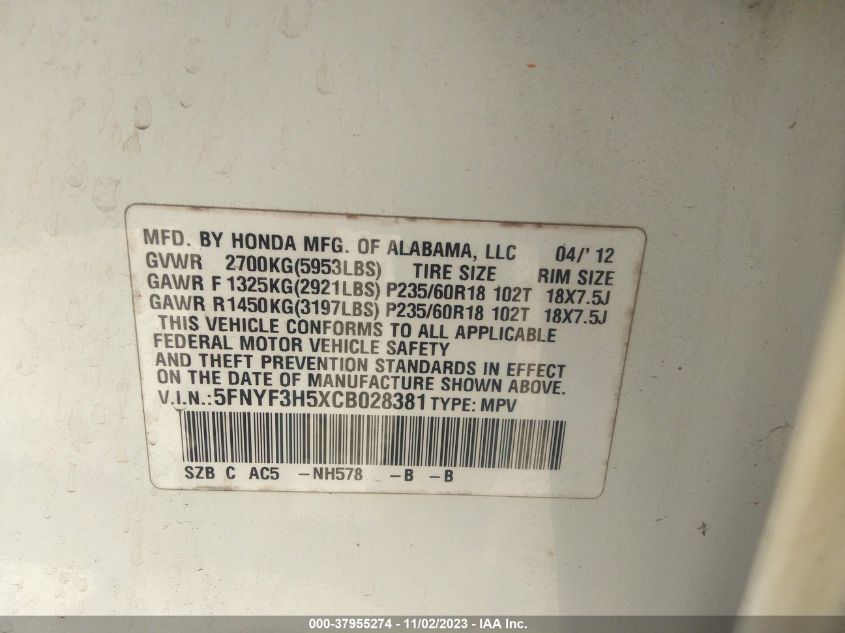 MFD. BY HONDA MFG. OF ALABAMA, LLC 04/' 12
GVWR 2700KG(5953LBS) TIRE SIZE RIM SIZE
GAWR F 1325KG(2921LBS) P235/60R18 102T 18X7.5J
GAWR R1450KG(3197LBS) P235/60R18 102T 18X7.5J
THIS VEHICLE CONFORMS TO ALL APPLICABLE
FEDERAL MOTOR VEHICLE SAFETY
AND THEFT PREVENTION STANDARDS IN EFFECT
ON THE DATE OF MANUFACTURE SHOWN ABOVE.
V.I.N.:5FNYF3H5XCB028381 TYPE: MPV
SZB C AC5 -NH578 -B -B
000-37955274 - 11/02/2023 - IAA Inc.